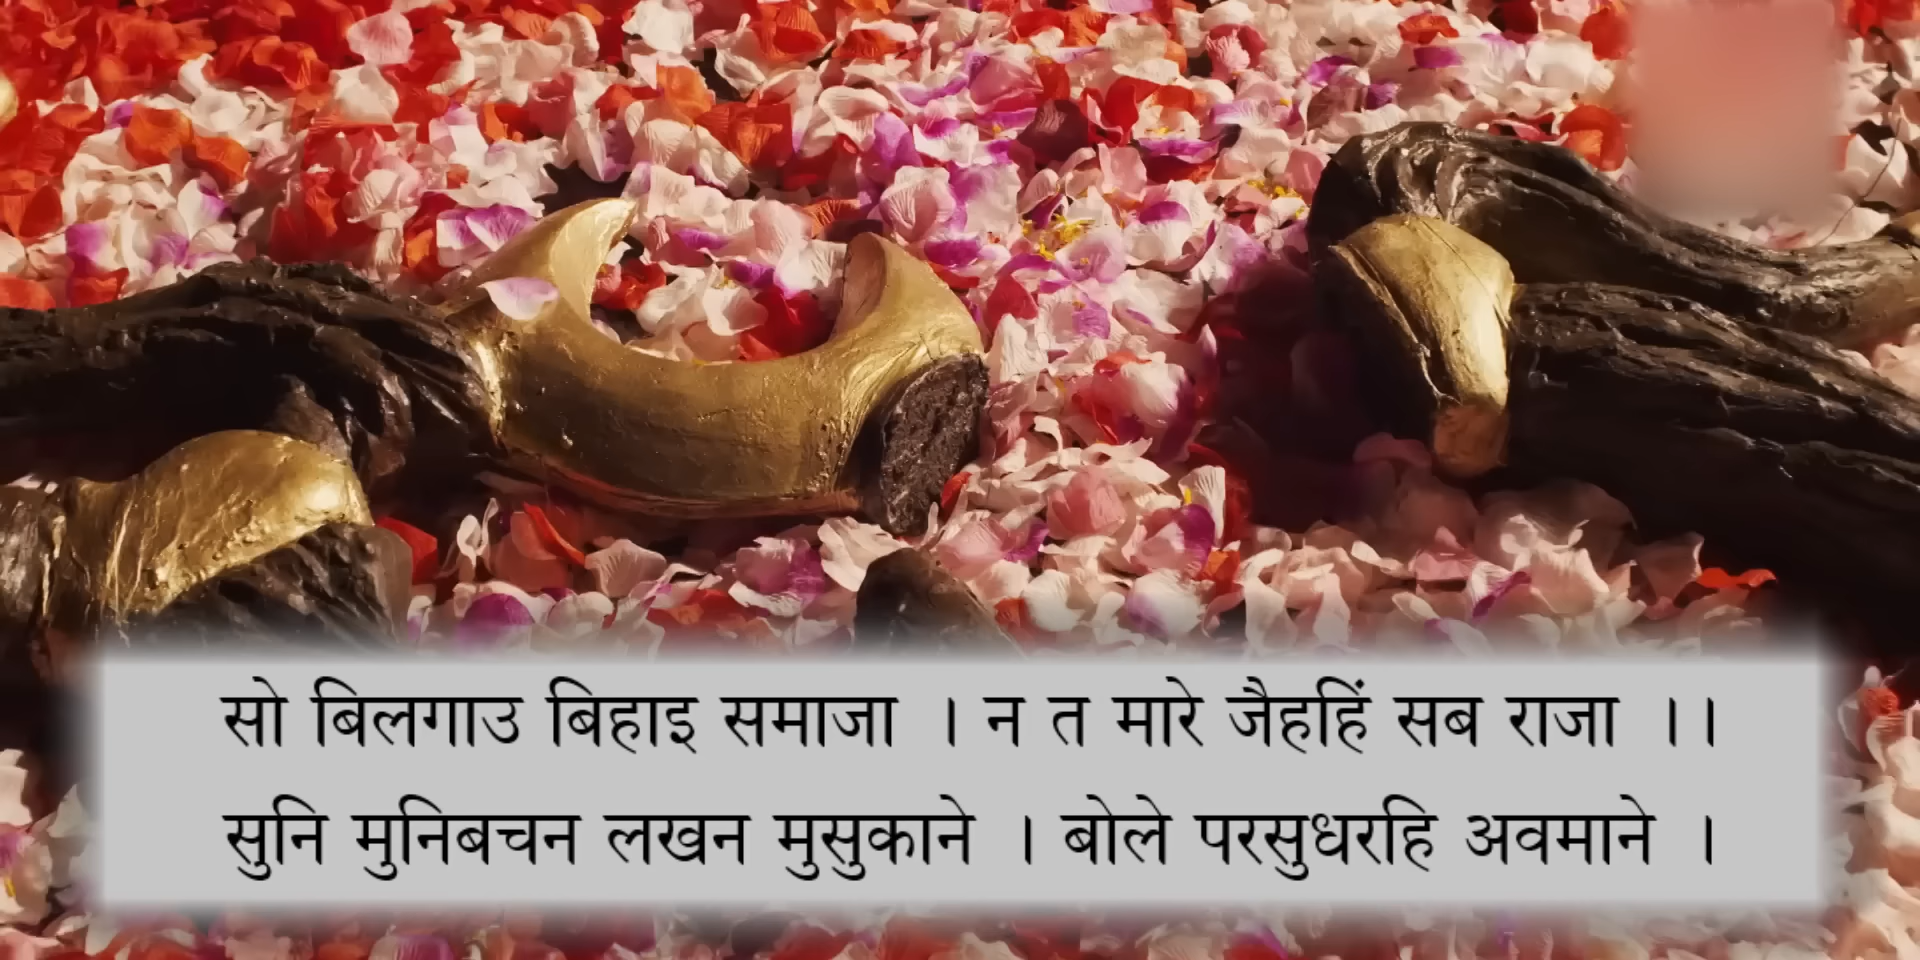 सो बिलगाउ बिहाइ समाजा । न त मारे जैहहिं सब राजा ।।
सुनि मुनिबचन लखन मुसुकाने । बोले परसुधरहि अवमाने ।